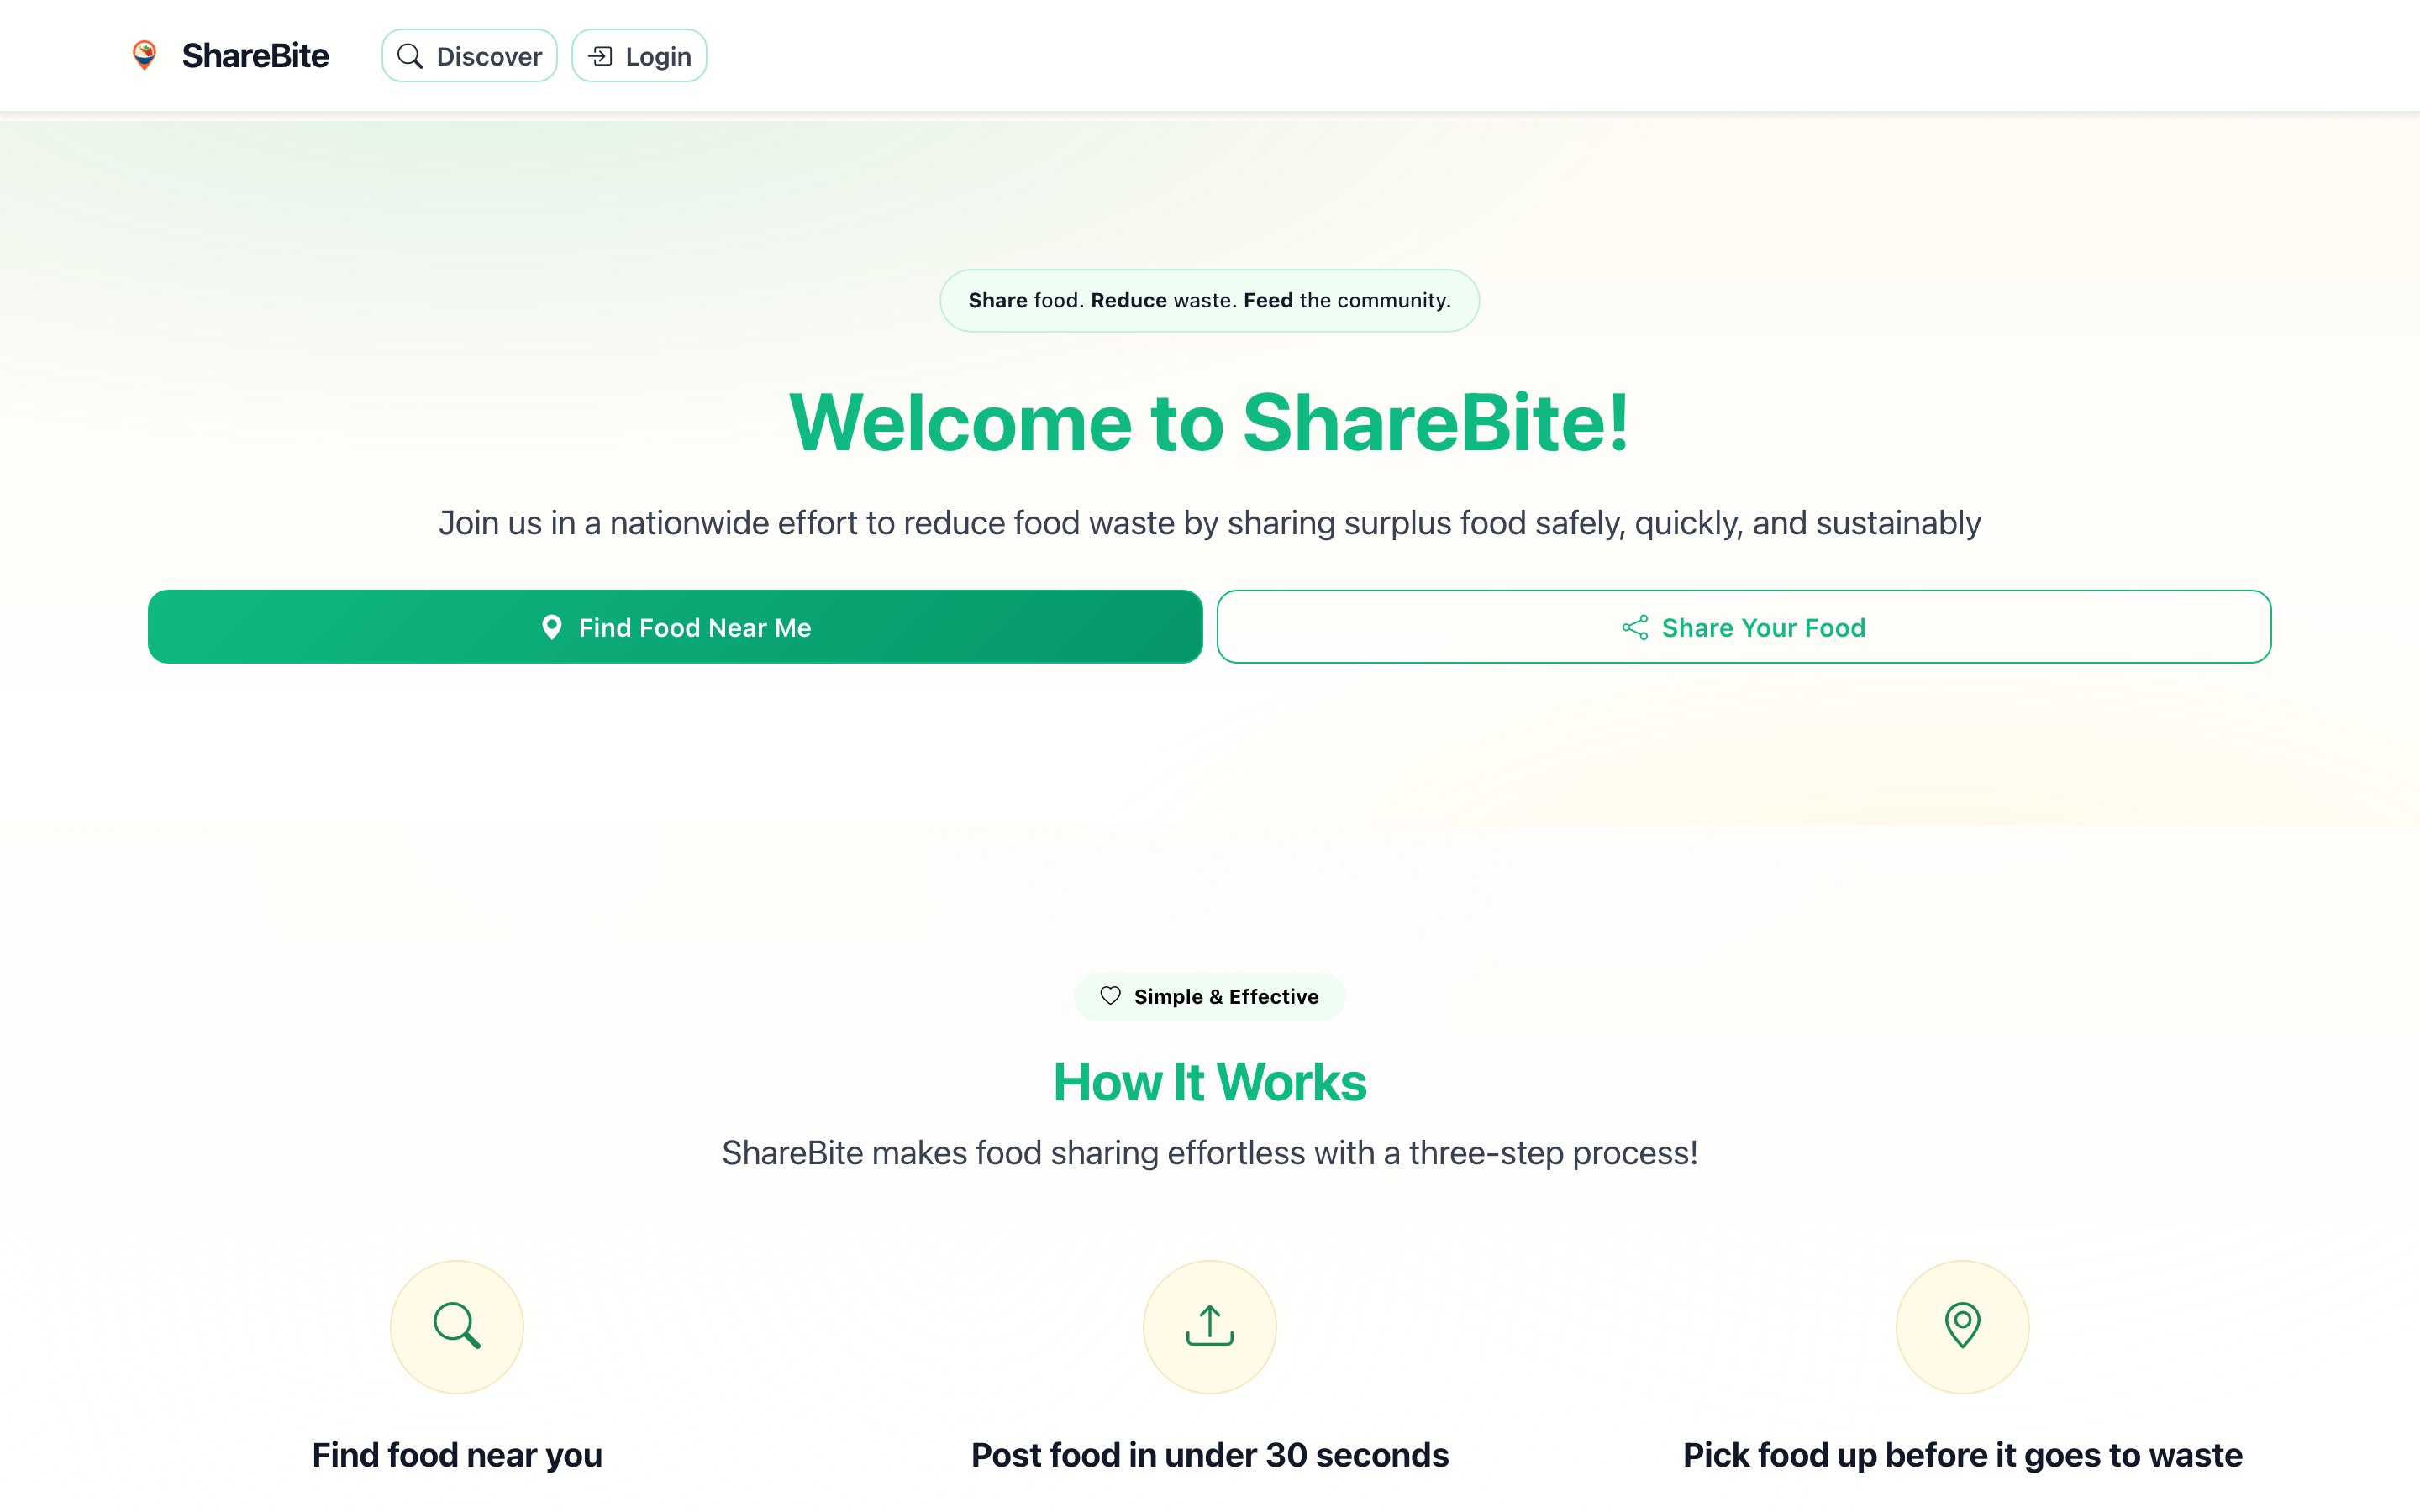 ShareBite
Discover
Login
Share food. Reduce waste. Feed the community.
Welcome to ShareBite!
Join us in a nationwide effort to reduce food waste by sharing surplus food safely, quickly, and sustainably
Find Food Near Me
Share Your Food
Simple & Effective
How It Works
ShareBite makes food sharing effortless with a three-step process!
Find food near you
Post food in under 30 seconds
Pick food up before it goes to waste